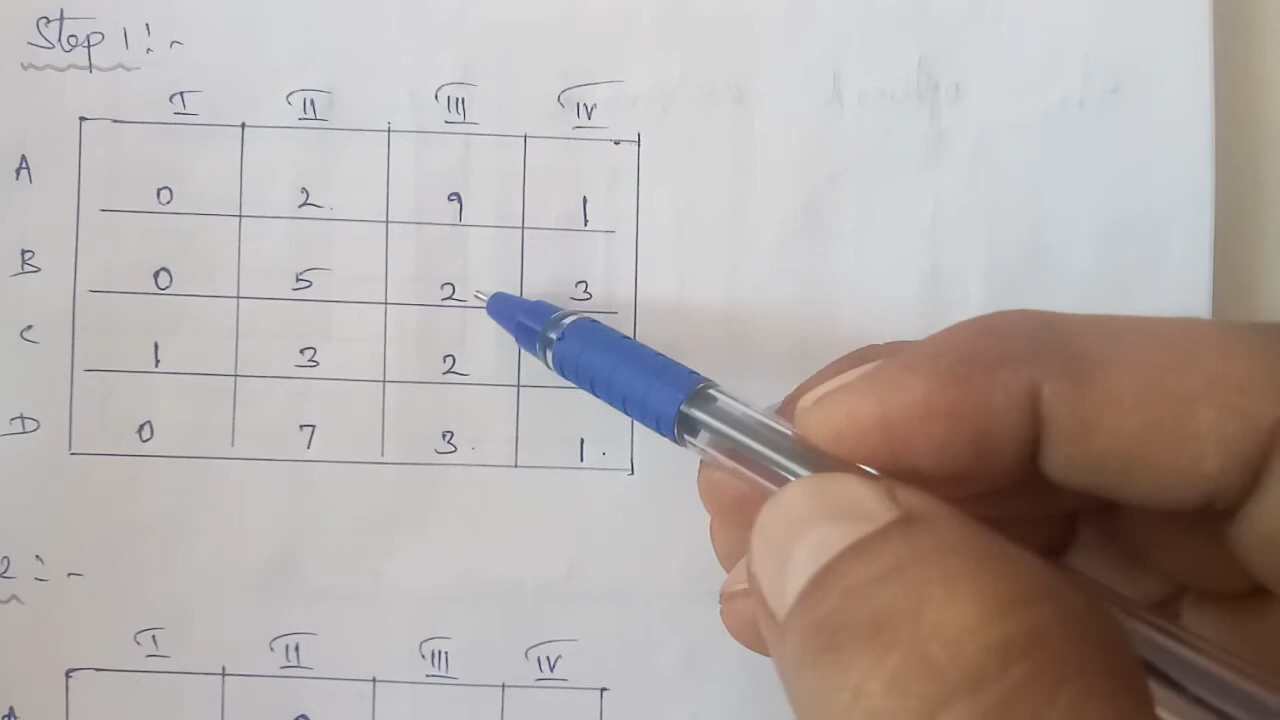 Step 1 :-
I II III IV
A 0 2 9 1
B 0 5 2 3
C 1 3 2
D 0 7 3 1
2 :-
I II III IV
A